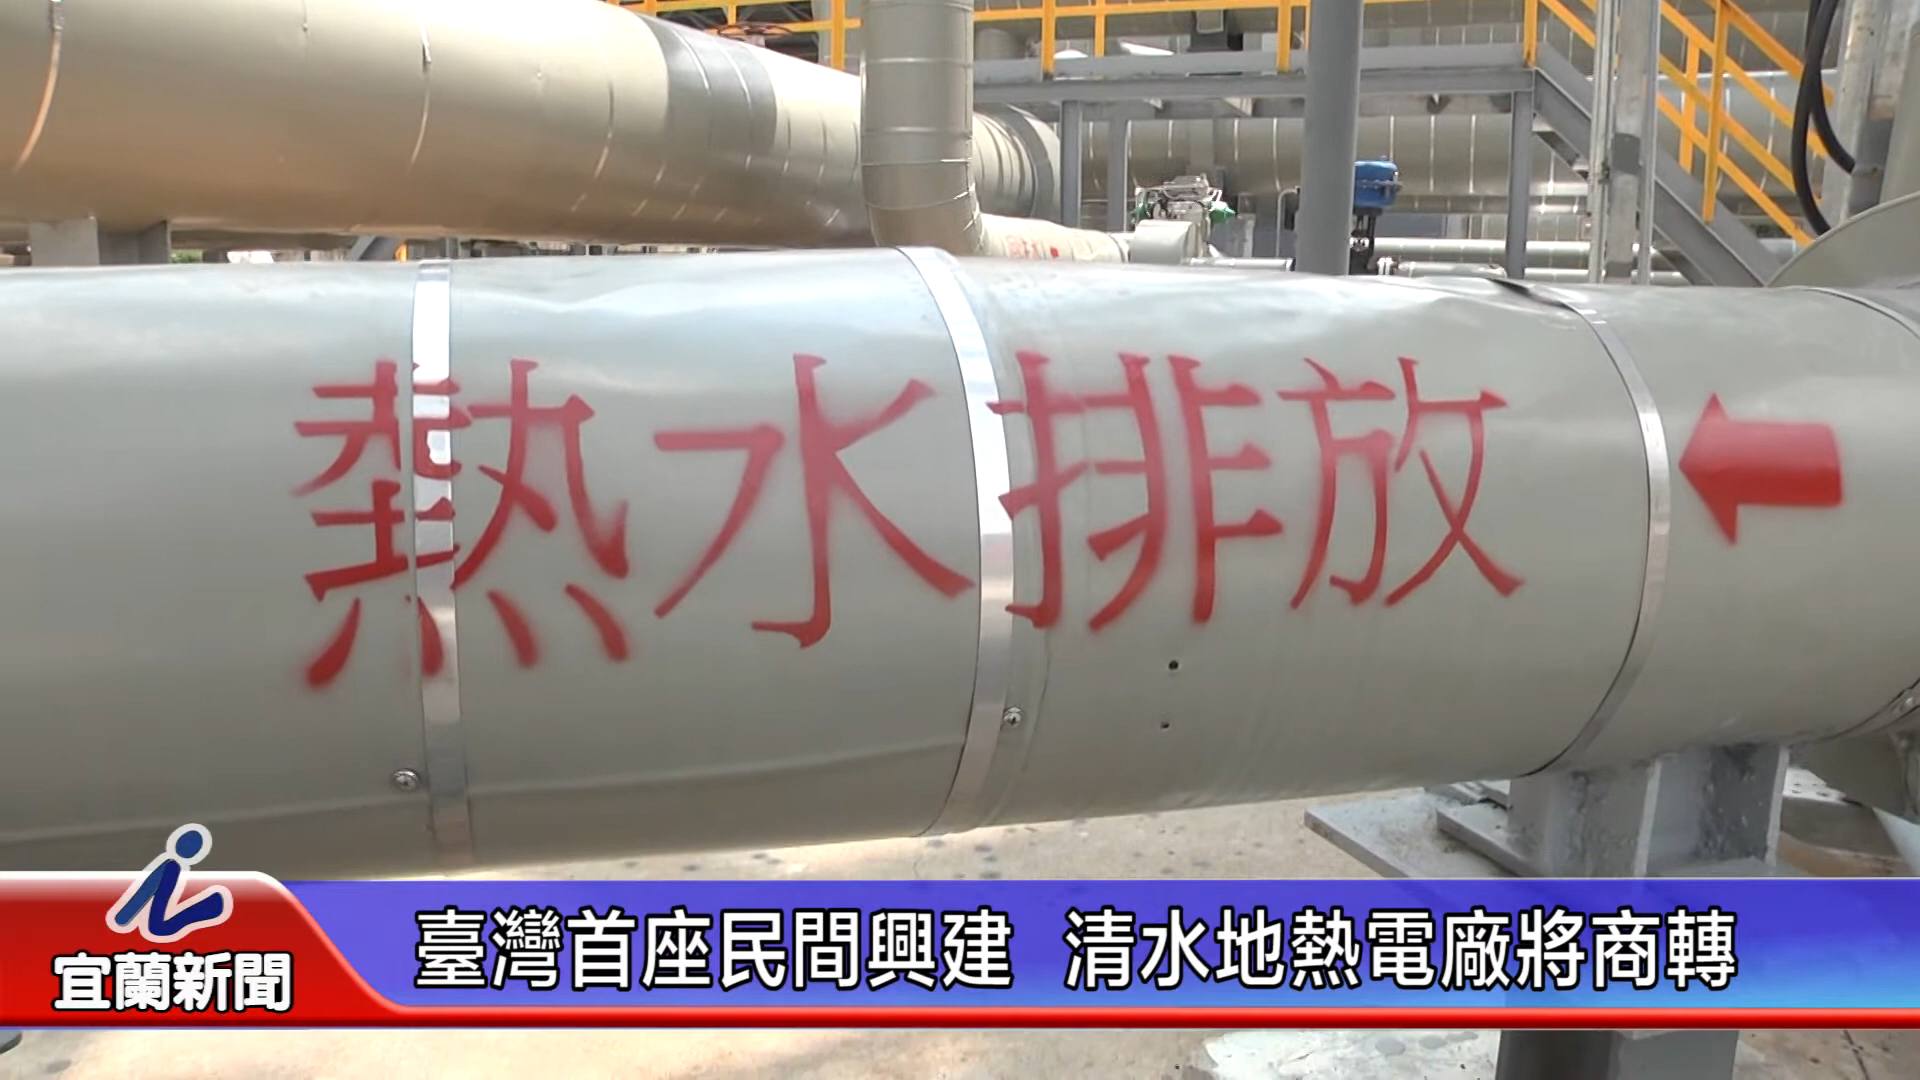 熱水排放
宜蘭新聞
臺灣首座民間興建 清水地熱電廠將商轉